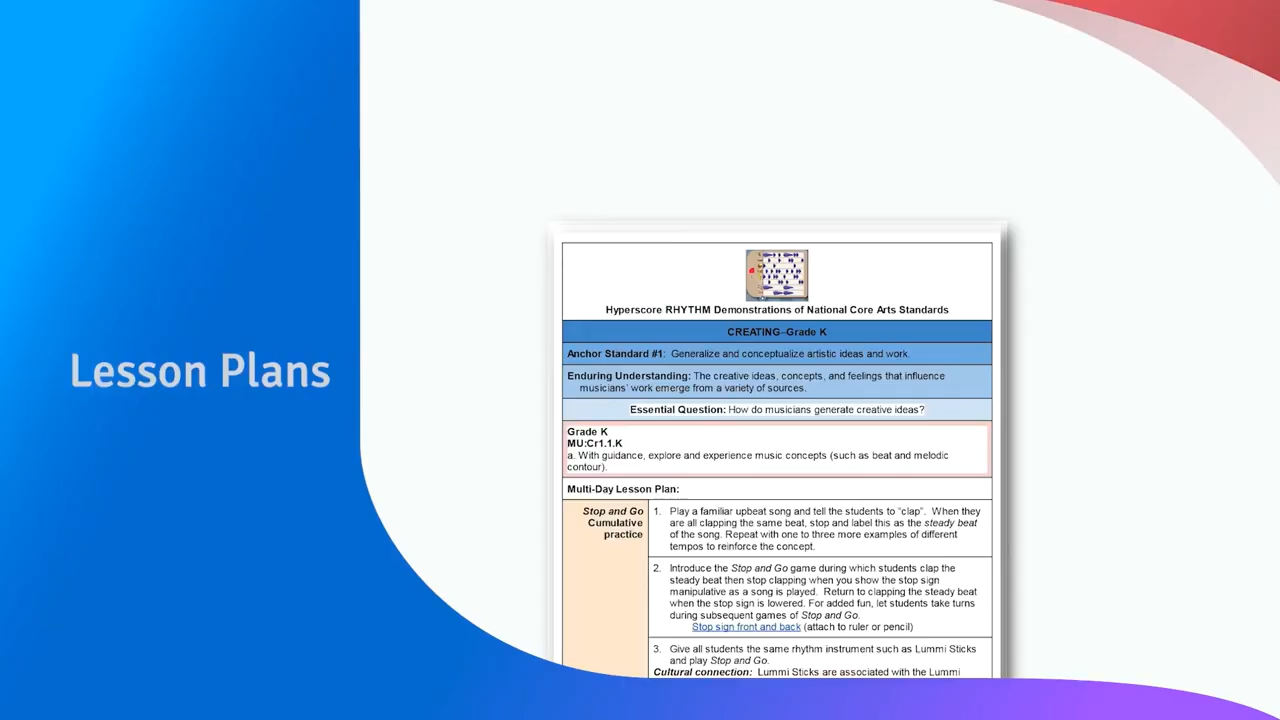 Lesson Plans
Hyperscore RHYTHM Demonstrations of National Core Arts Standards
CREATING–Grade K
Anchor Standard #1: Generalize and conceptualize artistic ideas and work.
Enduring Understanding: The creative ideas, concepts, and feelings that influence
musicians' work emerge from a variety of sources.
Essential Question: How do musicians generate creative ideas?
Grade K
MU:Cr1.1.K
a. With guidance, explore and experience music concepts (such as beat and melodic
contour).
Multi-Day Lesson Plan:
Stop and Go
Cumulative
practice
1. Play a familiar upbeat song and tell the students to “clap”. When they
are all clapping the same beat, stop and label this as the steady beat
of the song. Repeat with one to three more examples of different
tempos to reinforce the concept.
2. Introduce the Stop and Go game during which students clap the
steady beat then stop clapping when you show the stop sign
manipulative as a song is played. Return to clapping the steady beat
when the stop sign is lowered. For added fun, let students take turns
during subsequent games of Stop and Go.
Stop sign front and back (attach to ruler or pencil)
3. Give all students the same rhythm instrument such as Lummi Sticks
and play Stop and Go.
Cultural connection: Lummi Sticks are associated with the Lummi